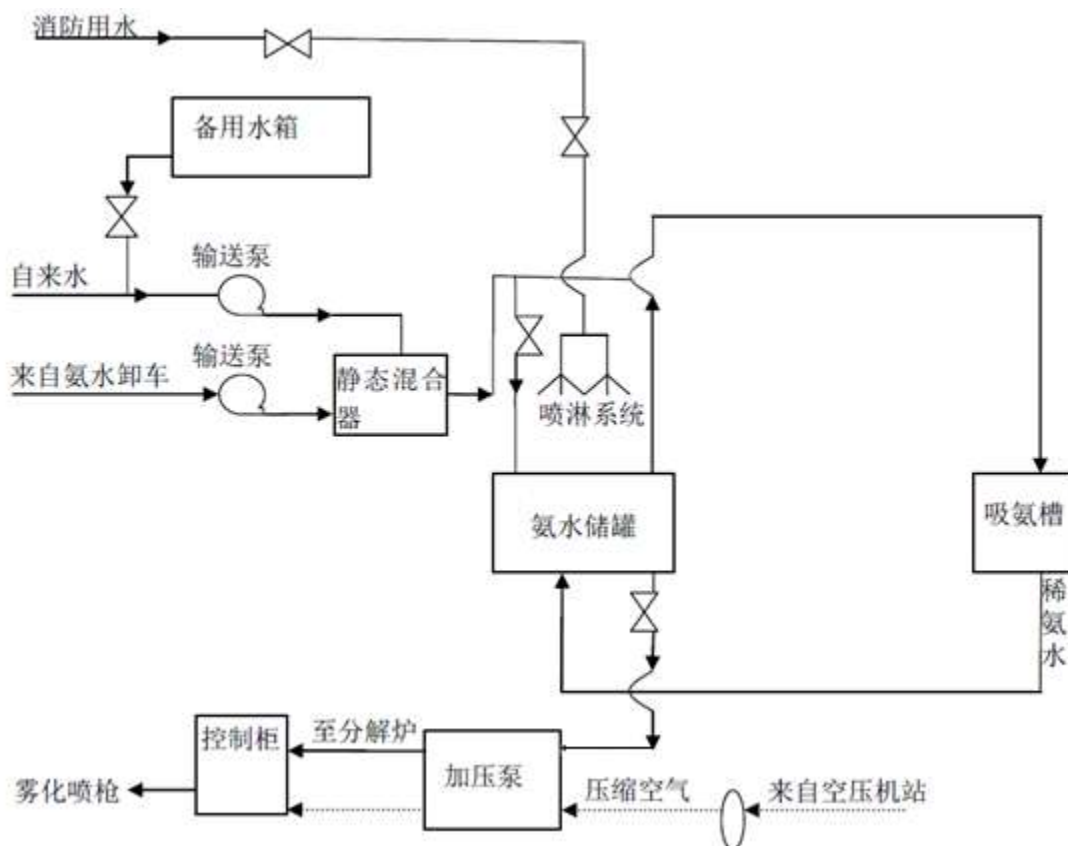 消防用水
备用水箱
输送泵
自来水
输送泵
来自氨水卸车
静态混合
器
喷淋系统
氨水储罐
吸氨槽
稀
氨
水
控制柜
至分解炉
加压泵
雾化喷枪
压缩空气
来自空压机站